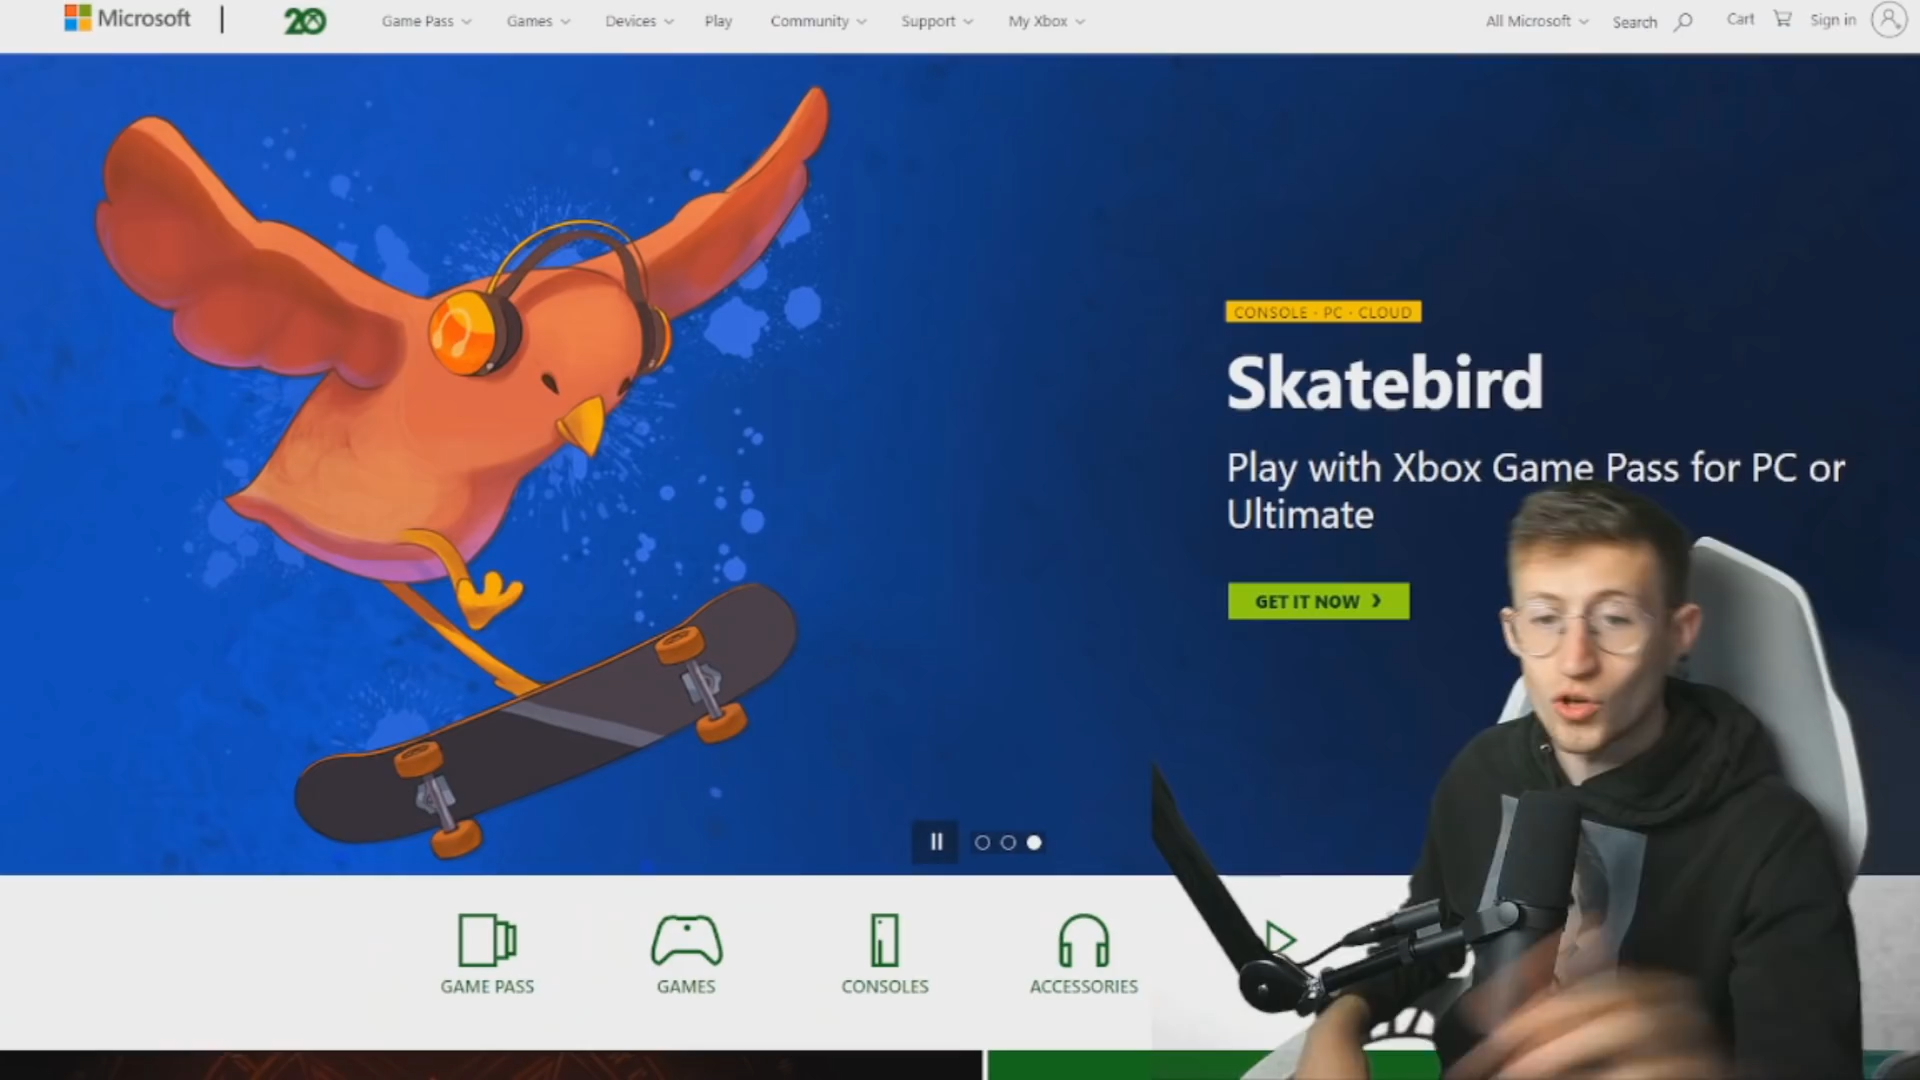 Microsoft
20
Game Pass
Games
Devices
Play
Community
Support
My Xbox
All Microsoft
Search
Cart
Sign in
CONSOLE · PC · CLOUD
Skatebird
Play with Xbox Game Pass for PC or
Ultimate
GET IT NOW
GAME PASS
GAMES
CONSOLES
ACCESSORIES